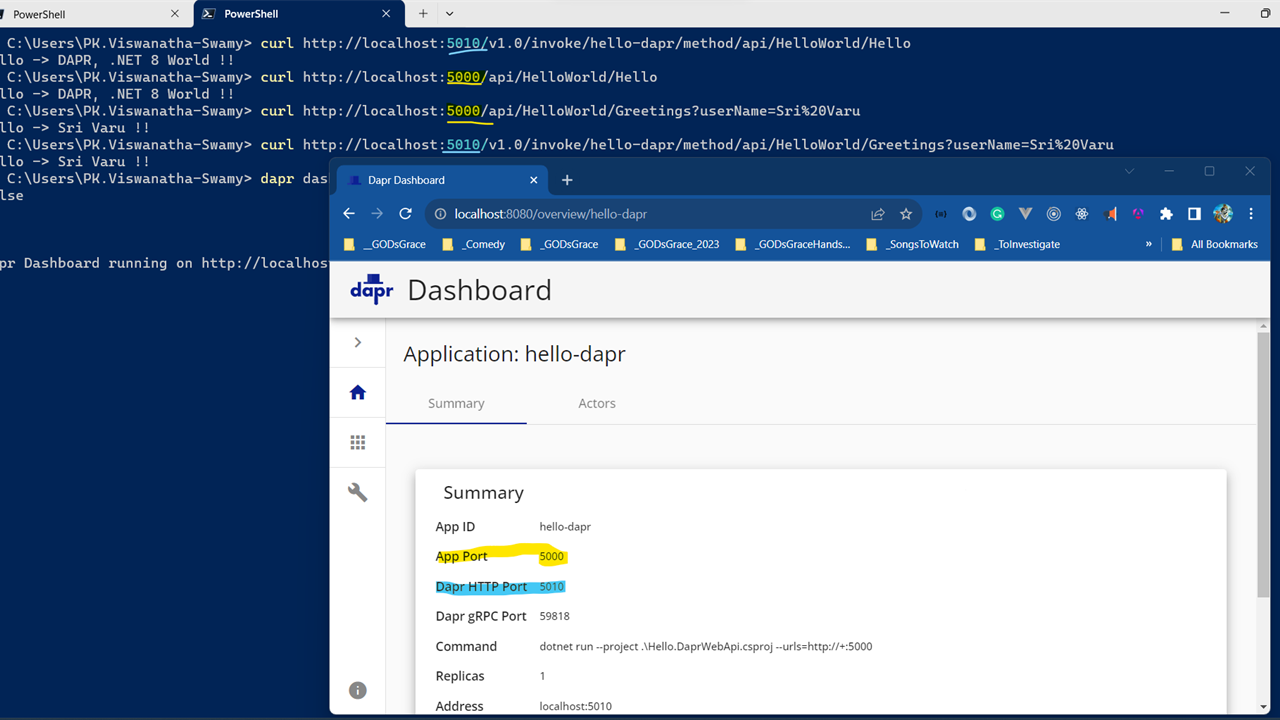 PowerShell
PowerShell
C:\Users\PK.Viswanatha-Swamy> curl http://localhost:5010/v1.0/invoke/hello-dapr/method/api/HelloWorld/Hello
llo -> DAPR, .NET 8 World !!
C:\Users\PK.Viswanatha-Swamy> curl http://localhost:5000/api/HelloWorld/Hello
llo -> DAPR, .NET 8 World !!
C:\Users\PK.Viswanatha-Swamy> curl http://localhost:5000/api/HelloWorld/Greetings?userName=Sri%20Varu
llo -> Sri Varu !!
C:\Users\PK.Viswanatha-Swamy> curl http://localhost:5010/v1.0/invoke/hello-dapr/method/api/HelloWorld/Greetings?userName=Sri%20Varu
llo -> Sri Varu !!
C:\Users\PK.Viswanatha-Swamy> dapr das
lse
pr Dashboard running on http://localhos
Dapr Dashboard
localhost:8080/overview/hello-dapr
__GODsGrace
_Comedy
_GODsGrace
_GODsGrace_2023
_GODsGraceHands...
_SongsToWatch
_ToInvestigate
»
All Bookmarks
dapr Dashboard
Application: hello-dapr
Summary
Actors
Summary
App ID hello-dapr
App Port 5000
Dapr HTTP Port 5010
Dapr gRPC Port 59818
Command dotnet run --project .\Hello.DaprWebApi.csproj --urls=http://+:5000
Replicas 1
Address localhost:5010